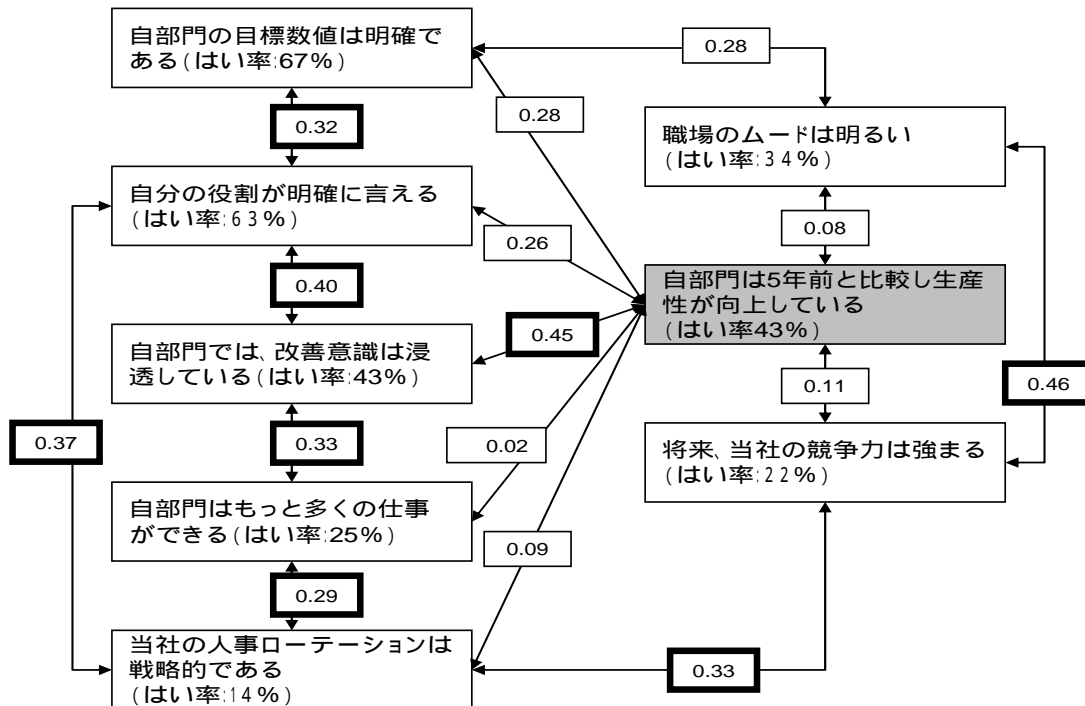 自部門の目標数値は明確で
ある(はい率:67%)
0.28
0.32
0.28
職場のムードは明るい
(はい率:34%)
自分の役割が明確に言える
(はい率:63%)
0.26
0.08
0.40
自部門は5年前と比較し生産
性が向上している
(はい率43%)
自部門では、改善意識は浸
透している(はい率:43%)
0.45
0.11
0.46
0.37
0.33
0.02
将来、当社の競争力は強まる
(はい率:22%)
自部門はもっと多くの仕事
ができる(はい率:25%)
0.09
0.29
当社の人事ローテーションは
戦略的である
(はい率:14%)
0.33